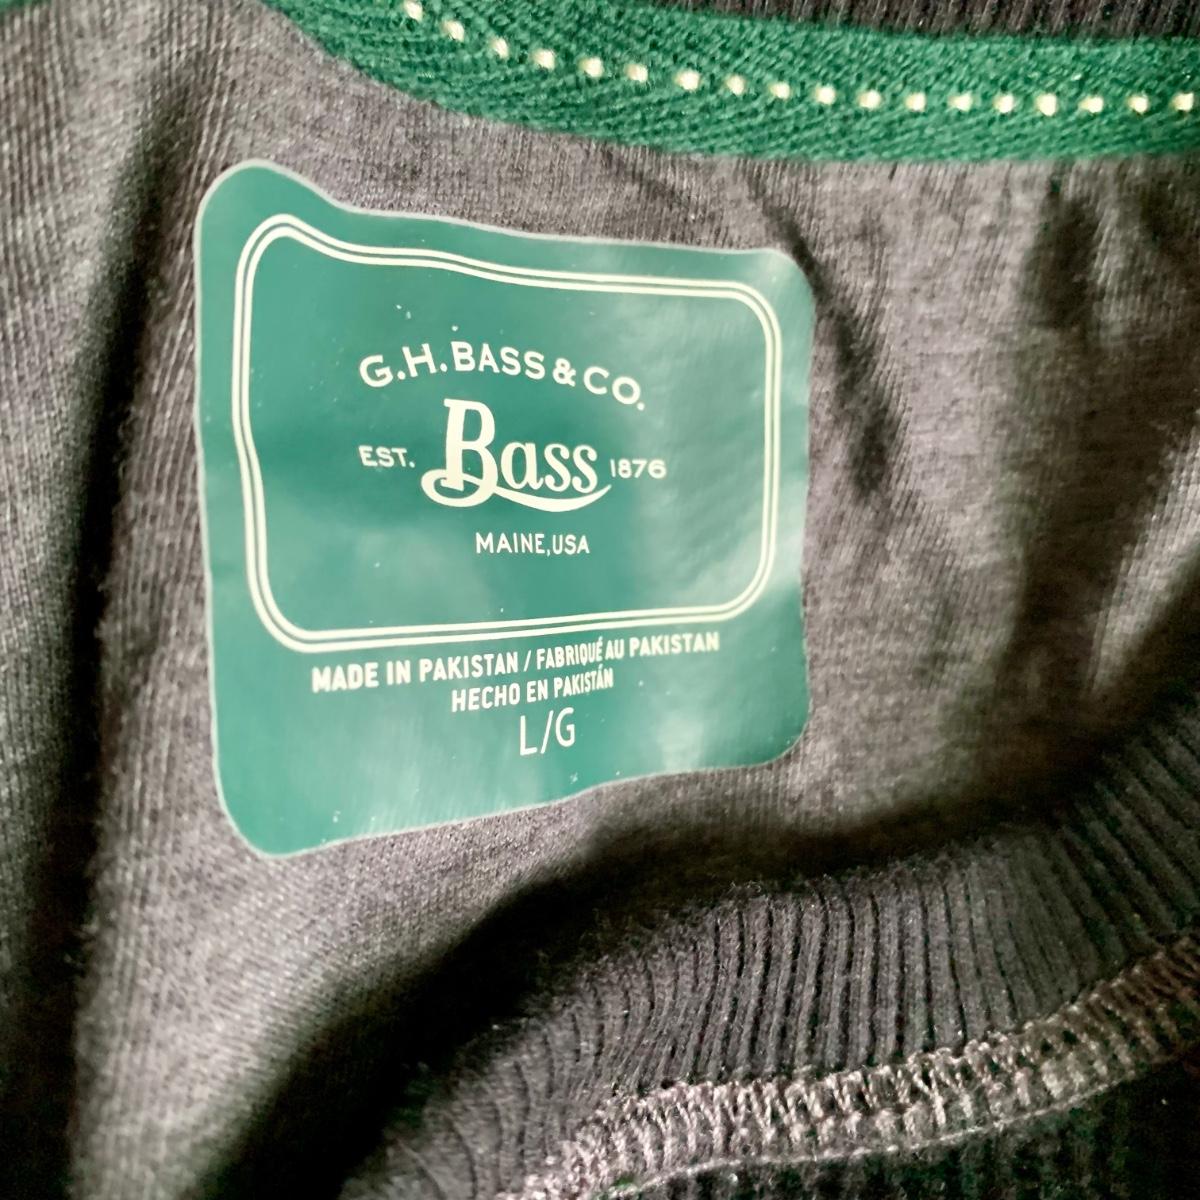 G.H. BASS & CO.
EST. Bass 1876
MAINE, USA
MADE IN PAKISTAN / FABRIQUÉ AU PAKISTAN
HECHO EN PAKISTÁN
L/G